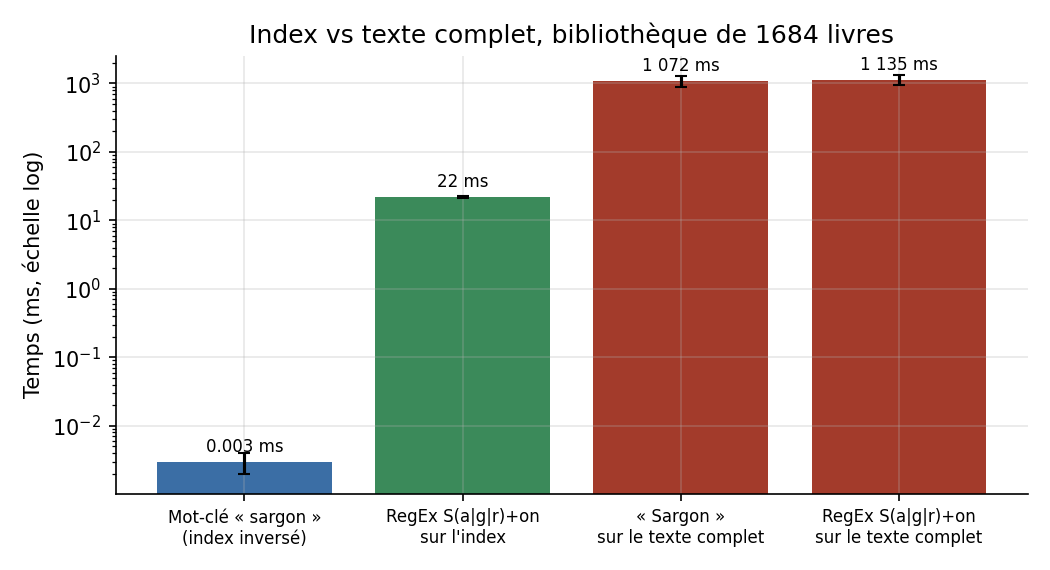 Index vs texte complet, bibliothèque de 1684 livres
Temps (ms, échelle log)
10³
10²
10¹
10⁰
10⁻¹
10⁻²
0.003 ms
22 ms
1 072 ms
1 135 ms
Mot-clé « sargon »
(index inversé)
RegEx S(a|g|r)+on
sur l'index
« Sargon »
sur le texte complet
RegEx S(a|g|r)+on
sur le texte complet